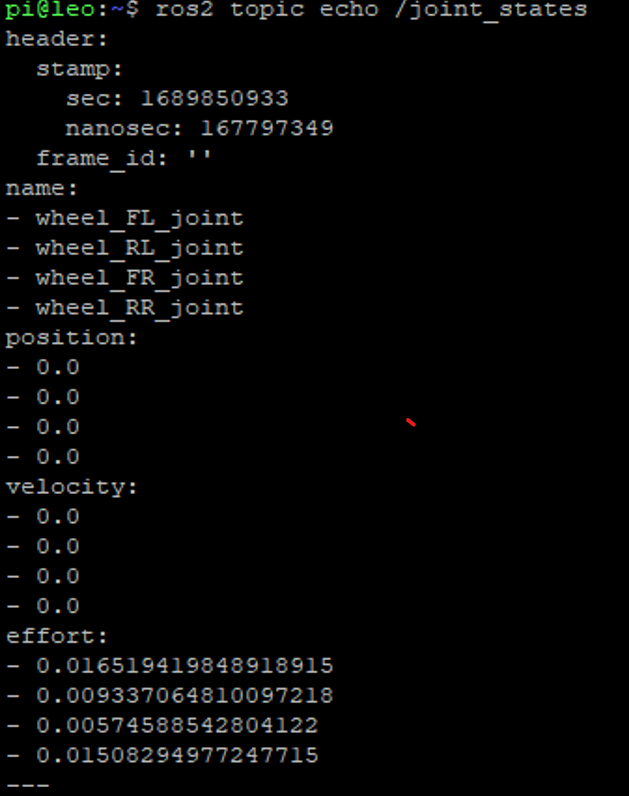 pi@leo:~$ ros2 topic echo /joint_states
header:
  stamp:
    sec: 1689850933
    nanosec: 167797349
  frame_id: ''
name:
- wheel_FL_joint
- wheel_RL_joint
- wheel_FR_joint
- wheel_RR_joint
position:
- 0.0
- 0.0
- 0.0
- 0.0
velocity:
- 0.0
- 0.0
- 0.0
- 0.0
effort:
- 0.016519419848918915
- 0.009337064810097218
- 0.00574588542804122
- 0.01508294977247715
---